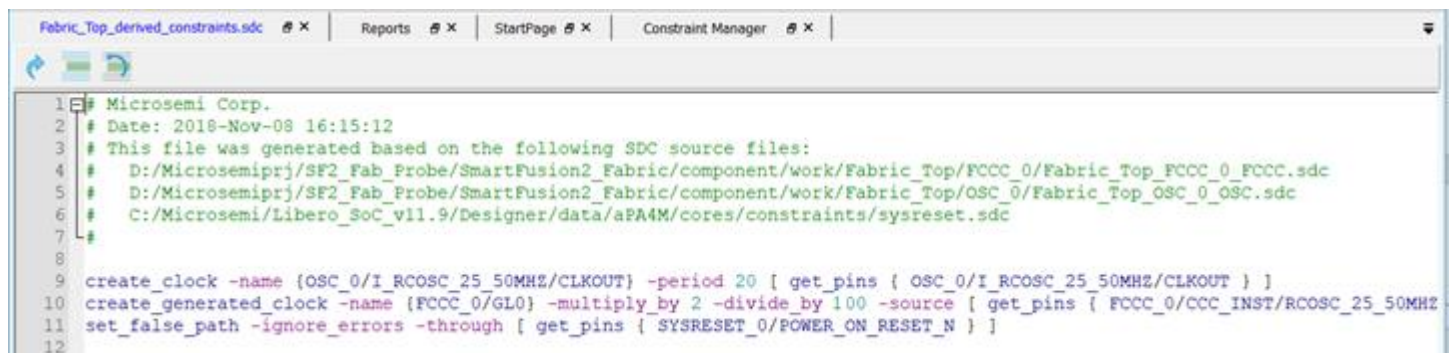 Fabric_Top_derived_constraints.sdc Reports StartPage Constraint Manager
1 # Microsemi Corp.
2 # Date: 2018-Nov-08 16:15:12
3 # This file was generated based on the following SDC source files:
4 # D:/Microsemiprj/SF2_Fab_Probe/SmartFusion2_Fabric/component/work/Fabric_Top/FCCC_0/Fabric_Top_FCCC_0_FCCC.sdc
5 # D:/Microsemiprj/SF2_Fab_Probe/SmartFusion2_Fabric/component/work/Fabric_Top/OSC_0/Fabric_Top_OSC_0_OSC.sdc
6 # C:/Microsemi/Libero_SoC_v11.9/Designer/data/aPA4M/cores/constraints/sysreset.sdc
7 #
8
9 create_clock -name {OSC_0/I_RCOSC_25_50MHZ/CLKOUT} -period 20 [ get_pins { OSC_0/I_RCOSC_25_50MHZ/CLKOUT } ]
10 create_generated_clock -name {FCCC_0/GL0} -multiply_by 2 -divide_by 100 -source [ get_pins { FCCC_0/CCC_INST/RCOSC_25_50MHZ
11 set_false_path -ignore_errors -through [ get_pins { SYSRESET_0/POWER_ON_RESET_N } ]
12